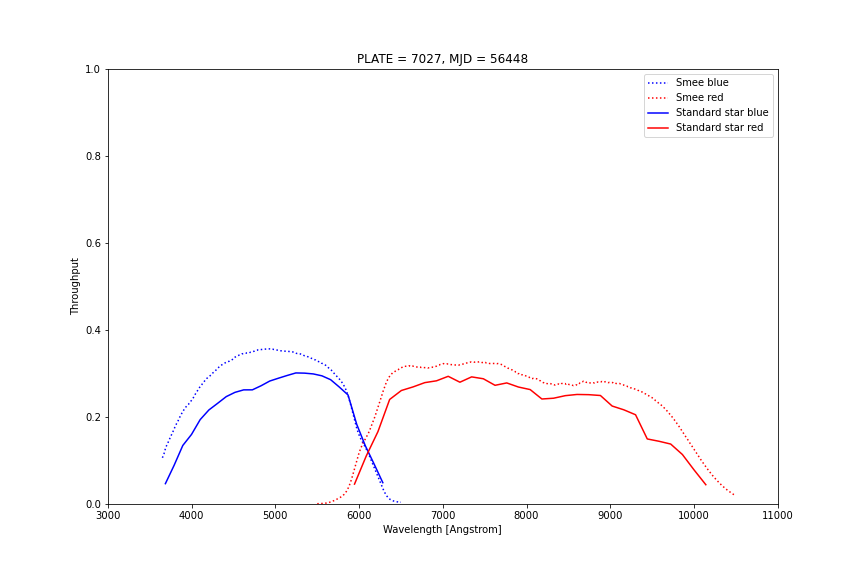 PLATE = 7027, MJD = 56448
1.0
0.8
0.6
0.4
0.2
0.0
Throughput
Smee blue
Smee red
Standard star blue
Standard star red
3000 4000 5000 6000 7000 8000 9000 10000 11000
Wavelength [Angstrom]